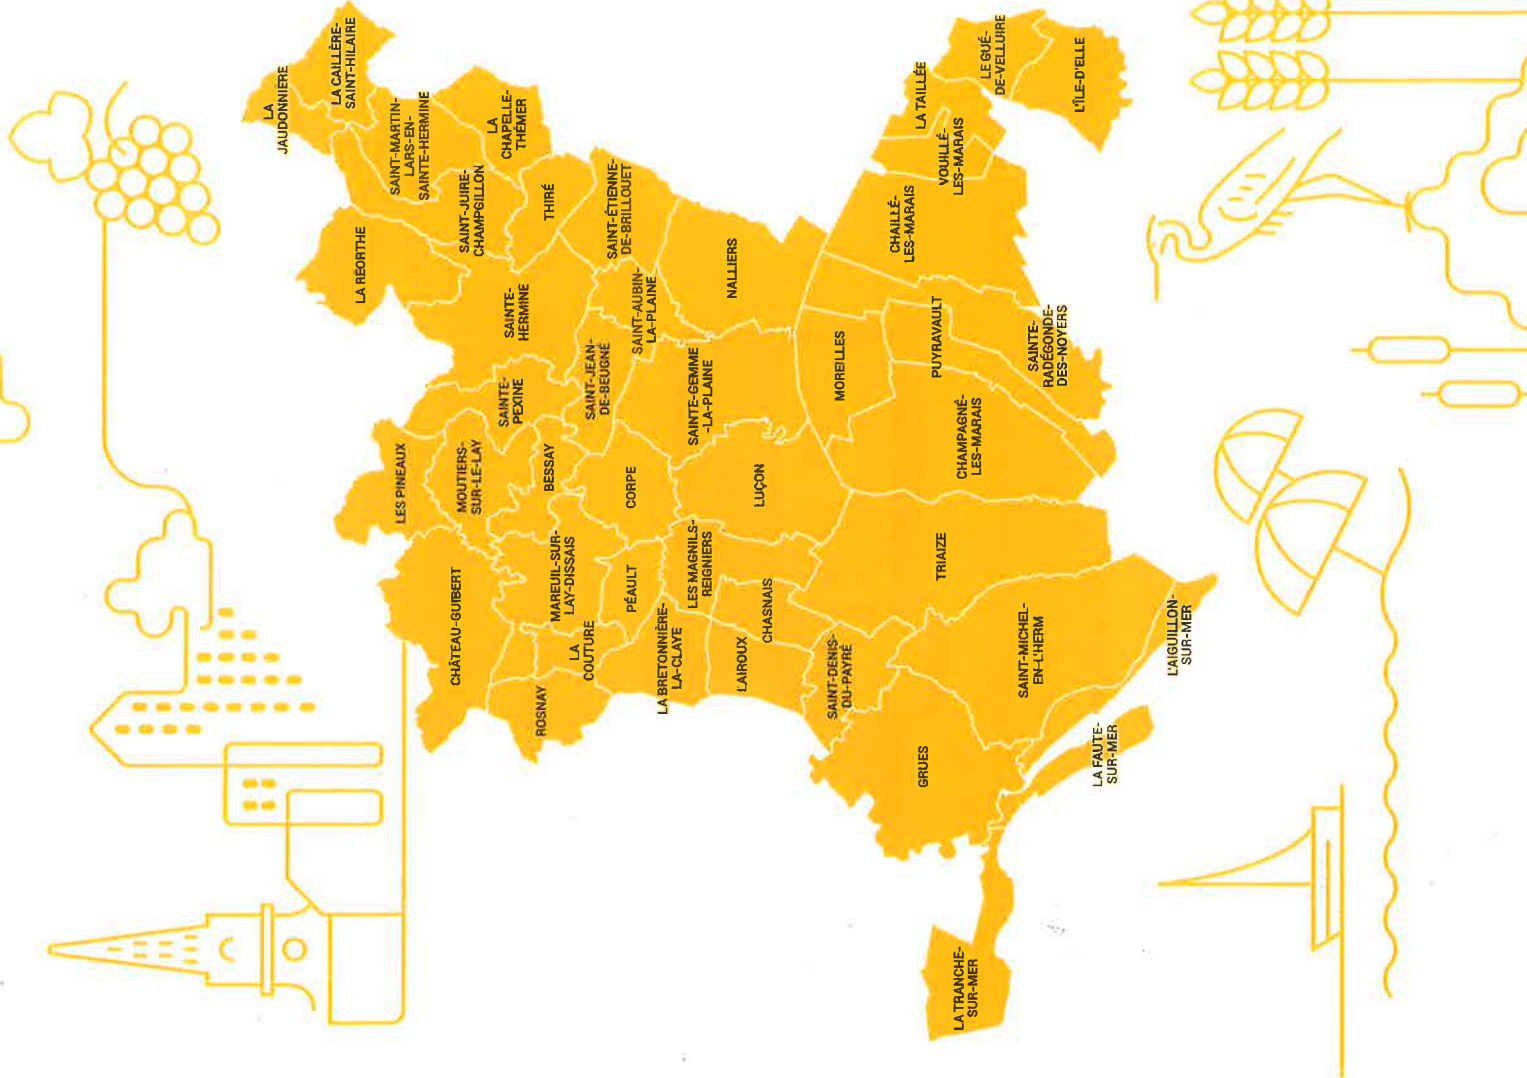 LA
JAUDONNIÈRE
LA CAILLÈRE-
SAINT-HILAIRE
SAINT-MARTIN-
LARS-EN-
SAINTE-HERMINE
LA
CHAPELLE-
THÉMER
LA RÉORTHE
SAINT-JUIRE-
CHAMPGILLON
THIRÉ
SAINT-ÉTIENNE-
DE-BRILLOUET
SAINTE-
HERMINE
SAINT-AUBIN-
LA-PLAINE
NALLIERS
LES PINEAUX
MOUTIERS-
SUR-LE-LAY
SAINTE-
PEXINE
BESSAY
SAINT-JEAN-
DE-BEUGNÉ
SAINTE-GEMME
-LA-PLAINE
CORPE
LUÇON
CHÂTEAU-GUIBERT
MAREUIL-SUR-
LAY-DISSAIS
PÉAULT
LES MAGNILS-
REIGNIERS
CHASNAIS
ROSNAY
LA
COUTURE
LA BRETONNIÈRE-
LA-CLAYE
LAIROUX
SAINT-DENIS-
DU-PAYRÉ
LA TAILLÉE
LE GUÉ-
DE-VELLUIRE
L'ÎLE-D'ELLE
VOUILLÉ-
LES-MARAIS
CHAILLÉ-
LES-MARAIS
MOREILLES
PUYRAVAULT
SAINTE-
RADÉGONDE-
DES-NOYERS
CHAMPAGNÉ-
LES-MARAIS
TRIAIZE
SAINT-MICHEL-
EN-L'HERM
L'AIGUILLON-
SUR-MER
GRUES
LA FAUTE-
SUR-MER
LA TRANCHE-
SUR-MER